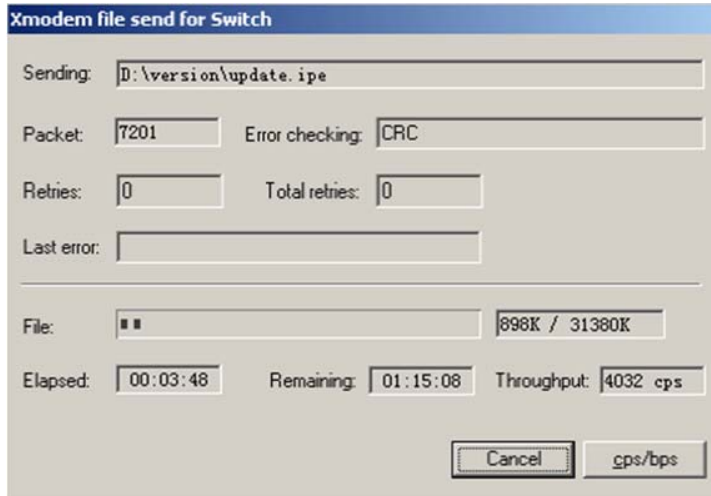 Xmodem file send for Switch
Sending: D:\version\update.ipe
Packet: 7201 Error checking: CRC
Retries: 0 Total retries: 0
Last error:
File: 898K / 31380K
Elapsed: 00:03:48 Remaining: 01:15:08 Throughput: 4032 cps
Cancel cps/bps